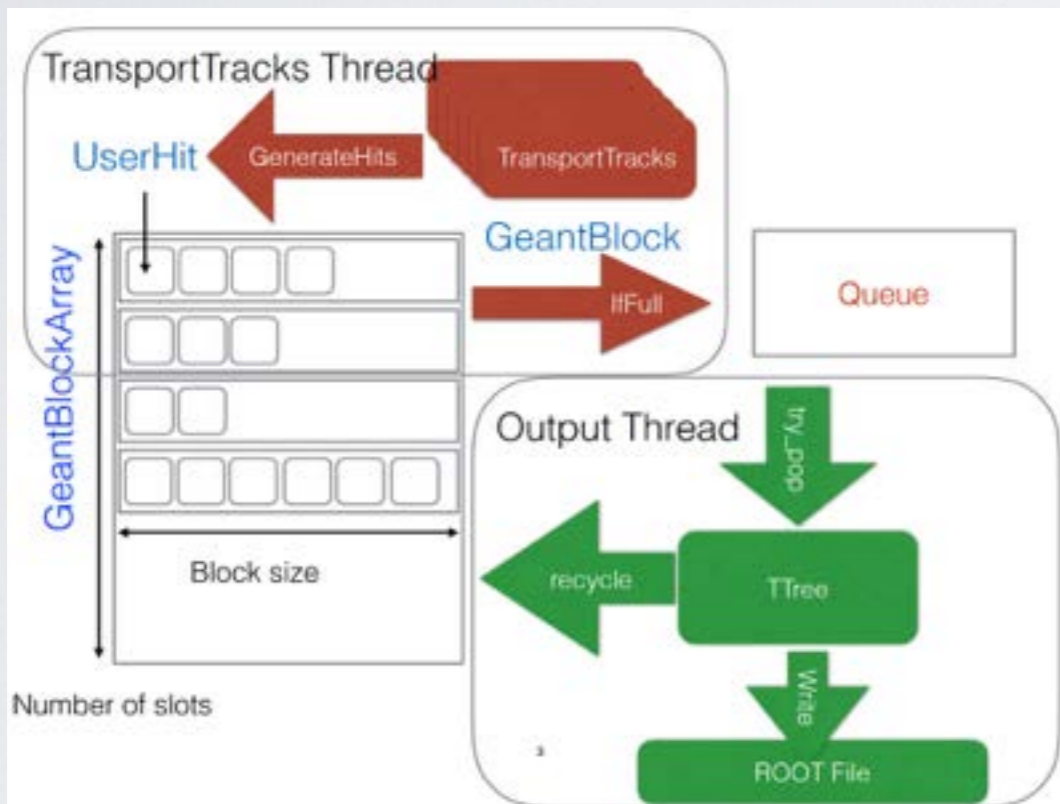 TransportTracks Thread
UserHit
GenerateHits
TransportTracks
GeantBlock
IfFull
Queue
GeantBlockArray
Output Thread
try_pop
Block size
recycle
TTree
Number of slots
Write
3
ROOT File